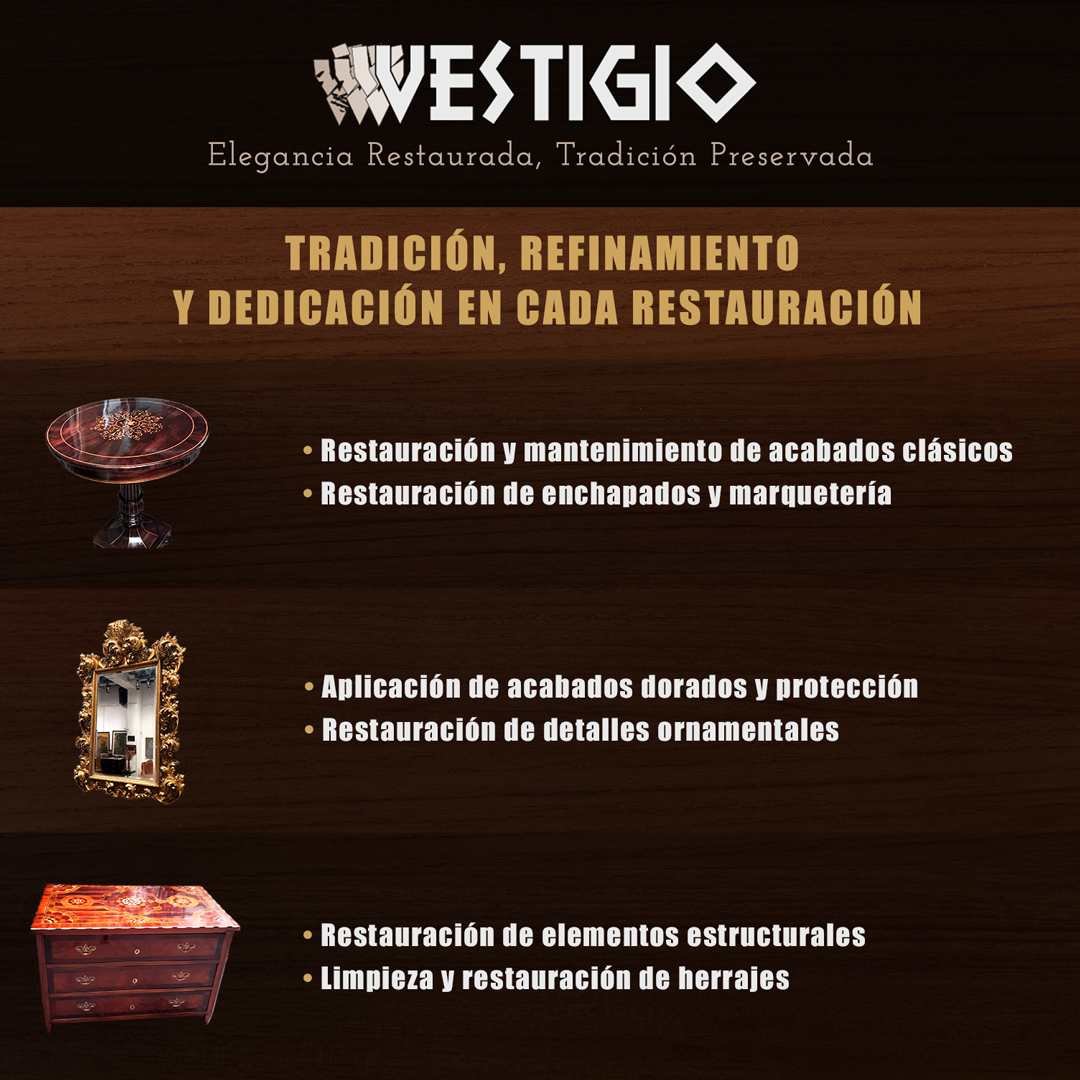 VESTIGIO
Elegancia Restaurada, Tradición Preservada
TRADICIÓN, REFINAMIENTO
Y DEDICACIÓN EN CADA RESTAURACIÓN
• Restauración y mantenimiento de acabados clásicos
• Restauración de enchapados y marquetería
• Aplicación de acabados dorados y protección
• Restauración de detalles ornamentales
• Restauración de elementos estructurales
• Limpieza y restauración de herrajes